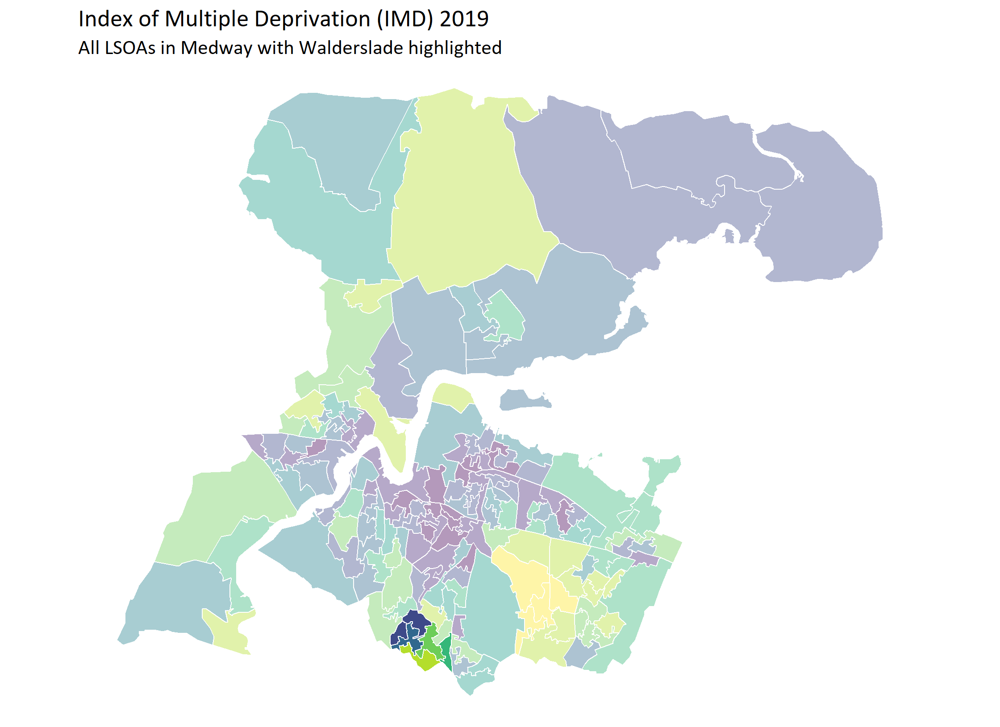 Index of Multiple Deprivation (IMD) 2019
All LSOAs in Medway with Walderslade highlighted